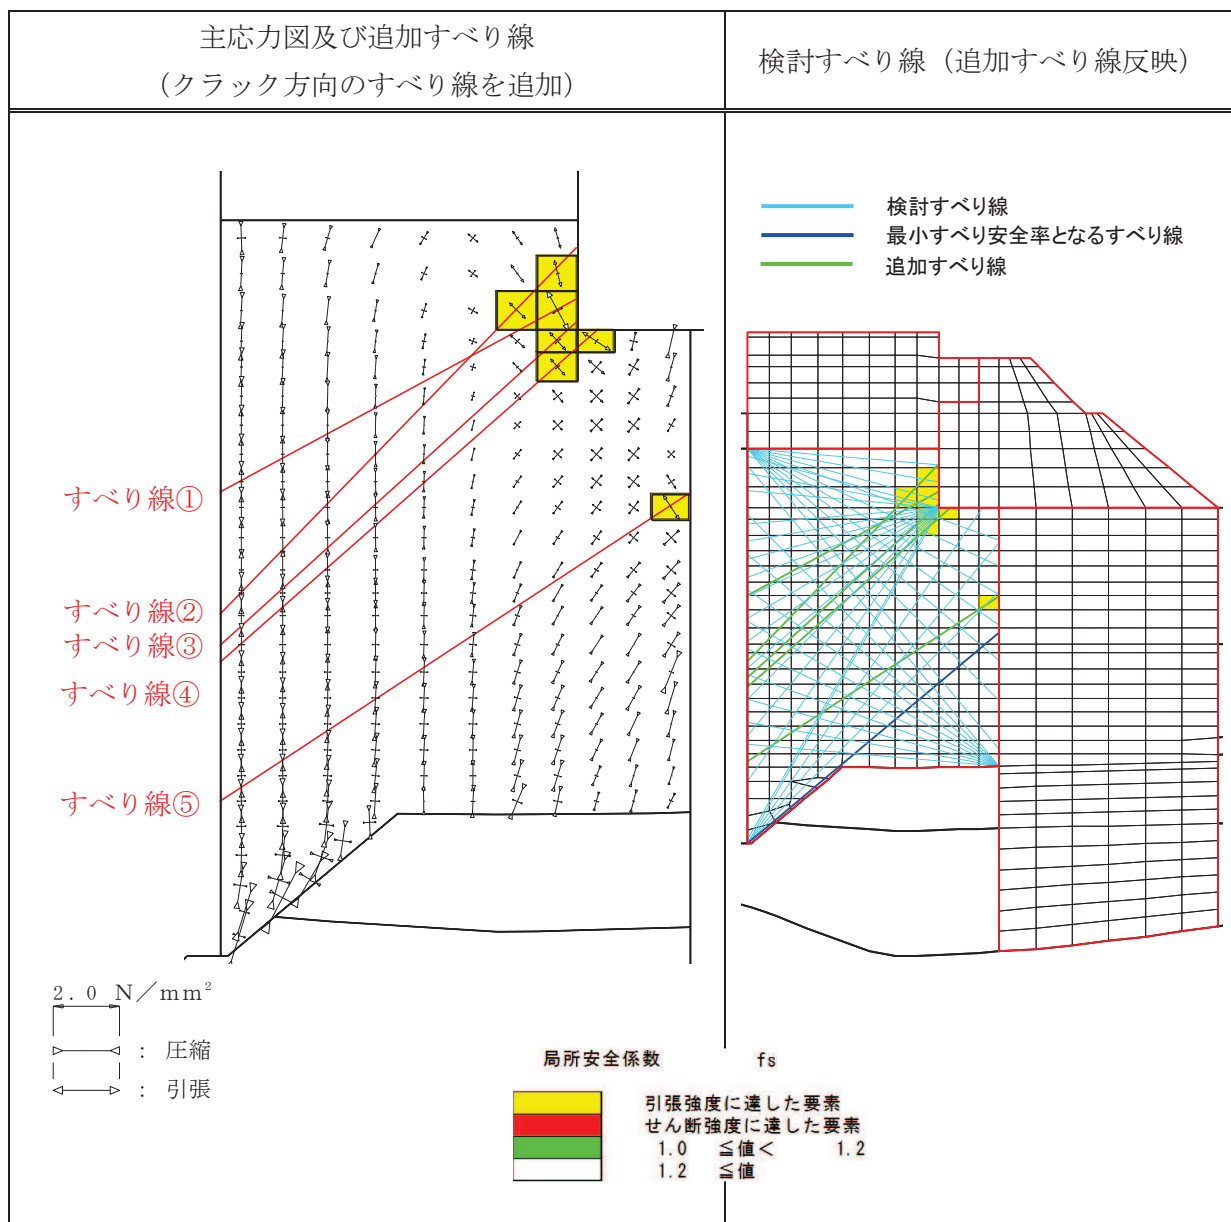 主応力図及び追加すべり線
(クラック方向のすべり線を追加)
検討すべり線（追加すべり線反映）
検討すべり線
最小すべり安全率となるすべり線
追加すべり線
すべり線①
すべり線②
すべり線③
すべり線④
すべり線⑤
2.0 N／mm²
： 圧縮
： 引張
局所安全係数 fs
引張強度に達した要素
せん断強度に達した要素
1.0 ≦値＜ 1.2
1.2 ≦値